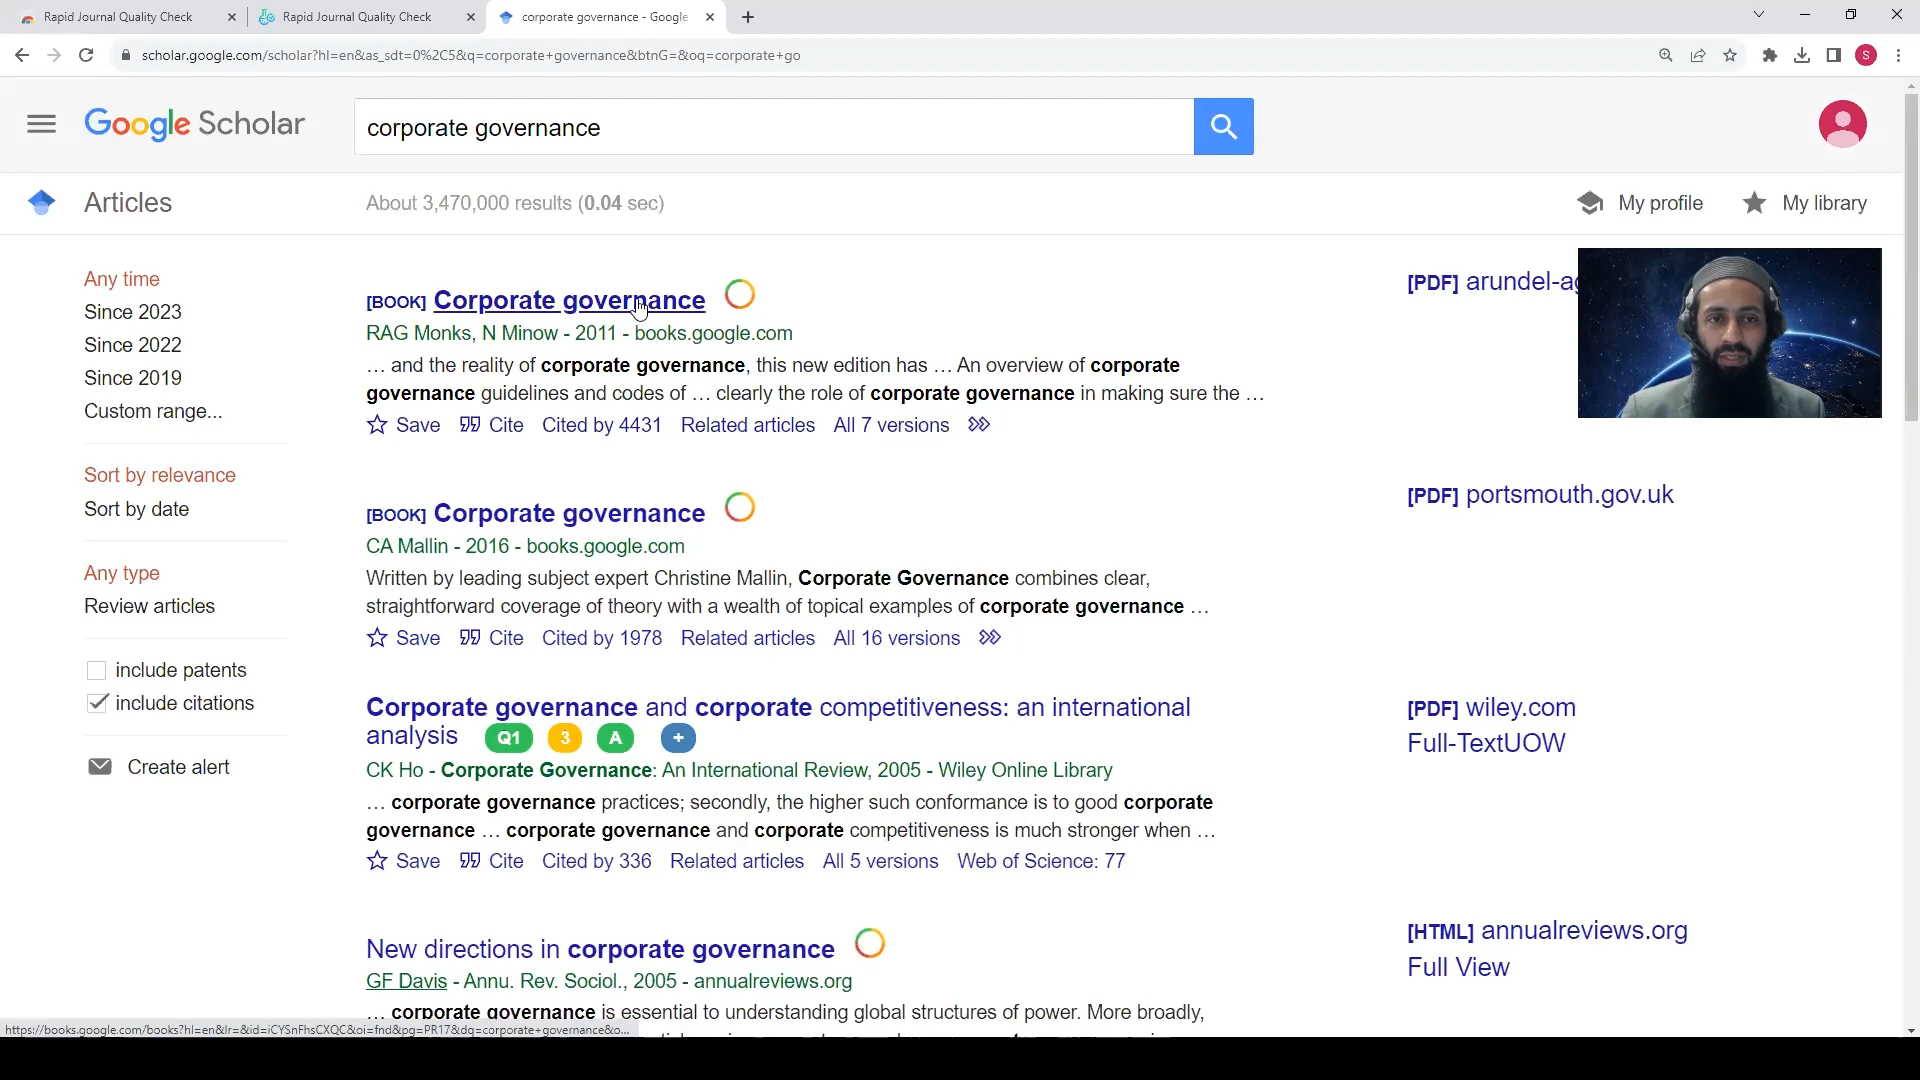 Rapid Journal Quality Check
Rapid Journal Quality Check
corporate governance - Google
scholar.google.com/scholar?hl=en&as_sdt=0%2C5&q=corporate+governance&btnG=&oq=corporate+go
S
Google Scholar
corporate governance
Articles
About 3,470,000 results (0.04 sec)
My profile
My library
Any time
Since 2023
Since 2022
Since 2019
Custom range...
Sort by relevance
Sort by date
Any type
Review articles
include patents
include citations
Create alert
[BOOK] Corporate governance
RAG Monks, N Minow - 2011 - books.google.com
… and the reality of corporate governance, this new edition has … An overview of corporate
governance guidelines and codes of … clearly the role of corporate governance in making sure the …
Save Cite Cited by 4431 Related articles All 7 versions
[PDF] arundel-ag
[BOOK] Corporate governance
CA Mallin - 2016 - books.google.com
Written by leading subject expert Christine Mallin, Corporate Governance combines clear,
straightforward coverage of theory with a wealth of topical examples of corporate governance …
Save Cite Cited by 1978 Related articles All 16 versions
[PDF] portsmouth.gov.uk
Corporate governance and corporate competitiveness: an international
analysis Q1 3 A +
CK Ho - Corporate Governance: An International Review, 2005 - Wiley Online Library
… corporate governance practices; secondly, the higher such conformance is to good corporate
governance … corporate governance and corporate competitiveness is much stronger when …
Save Cite Cited by 336 Related articles All 5 versions Web of Science: 77
[PDF] wiley.com
Full-TextUOW
New directions in corporate governance
GF Davis - Annu. Rev. Sociol., 2005 - annualreviews.org
… corporate governance is essential to understanding global structures of power. More broadly,
[HTML] annualreviews.org
Full View
https://books.google.com/books?hl=en&lr=&id=iCYSnFhsCXQC&oi=fnd&pg=PR17&dq=corporate+governance&o...